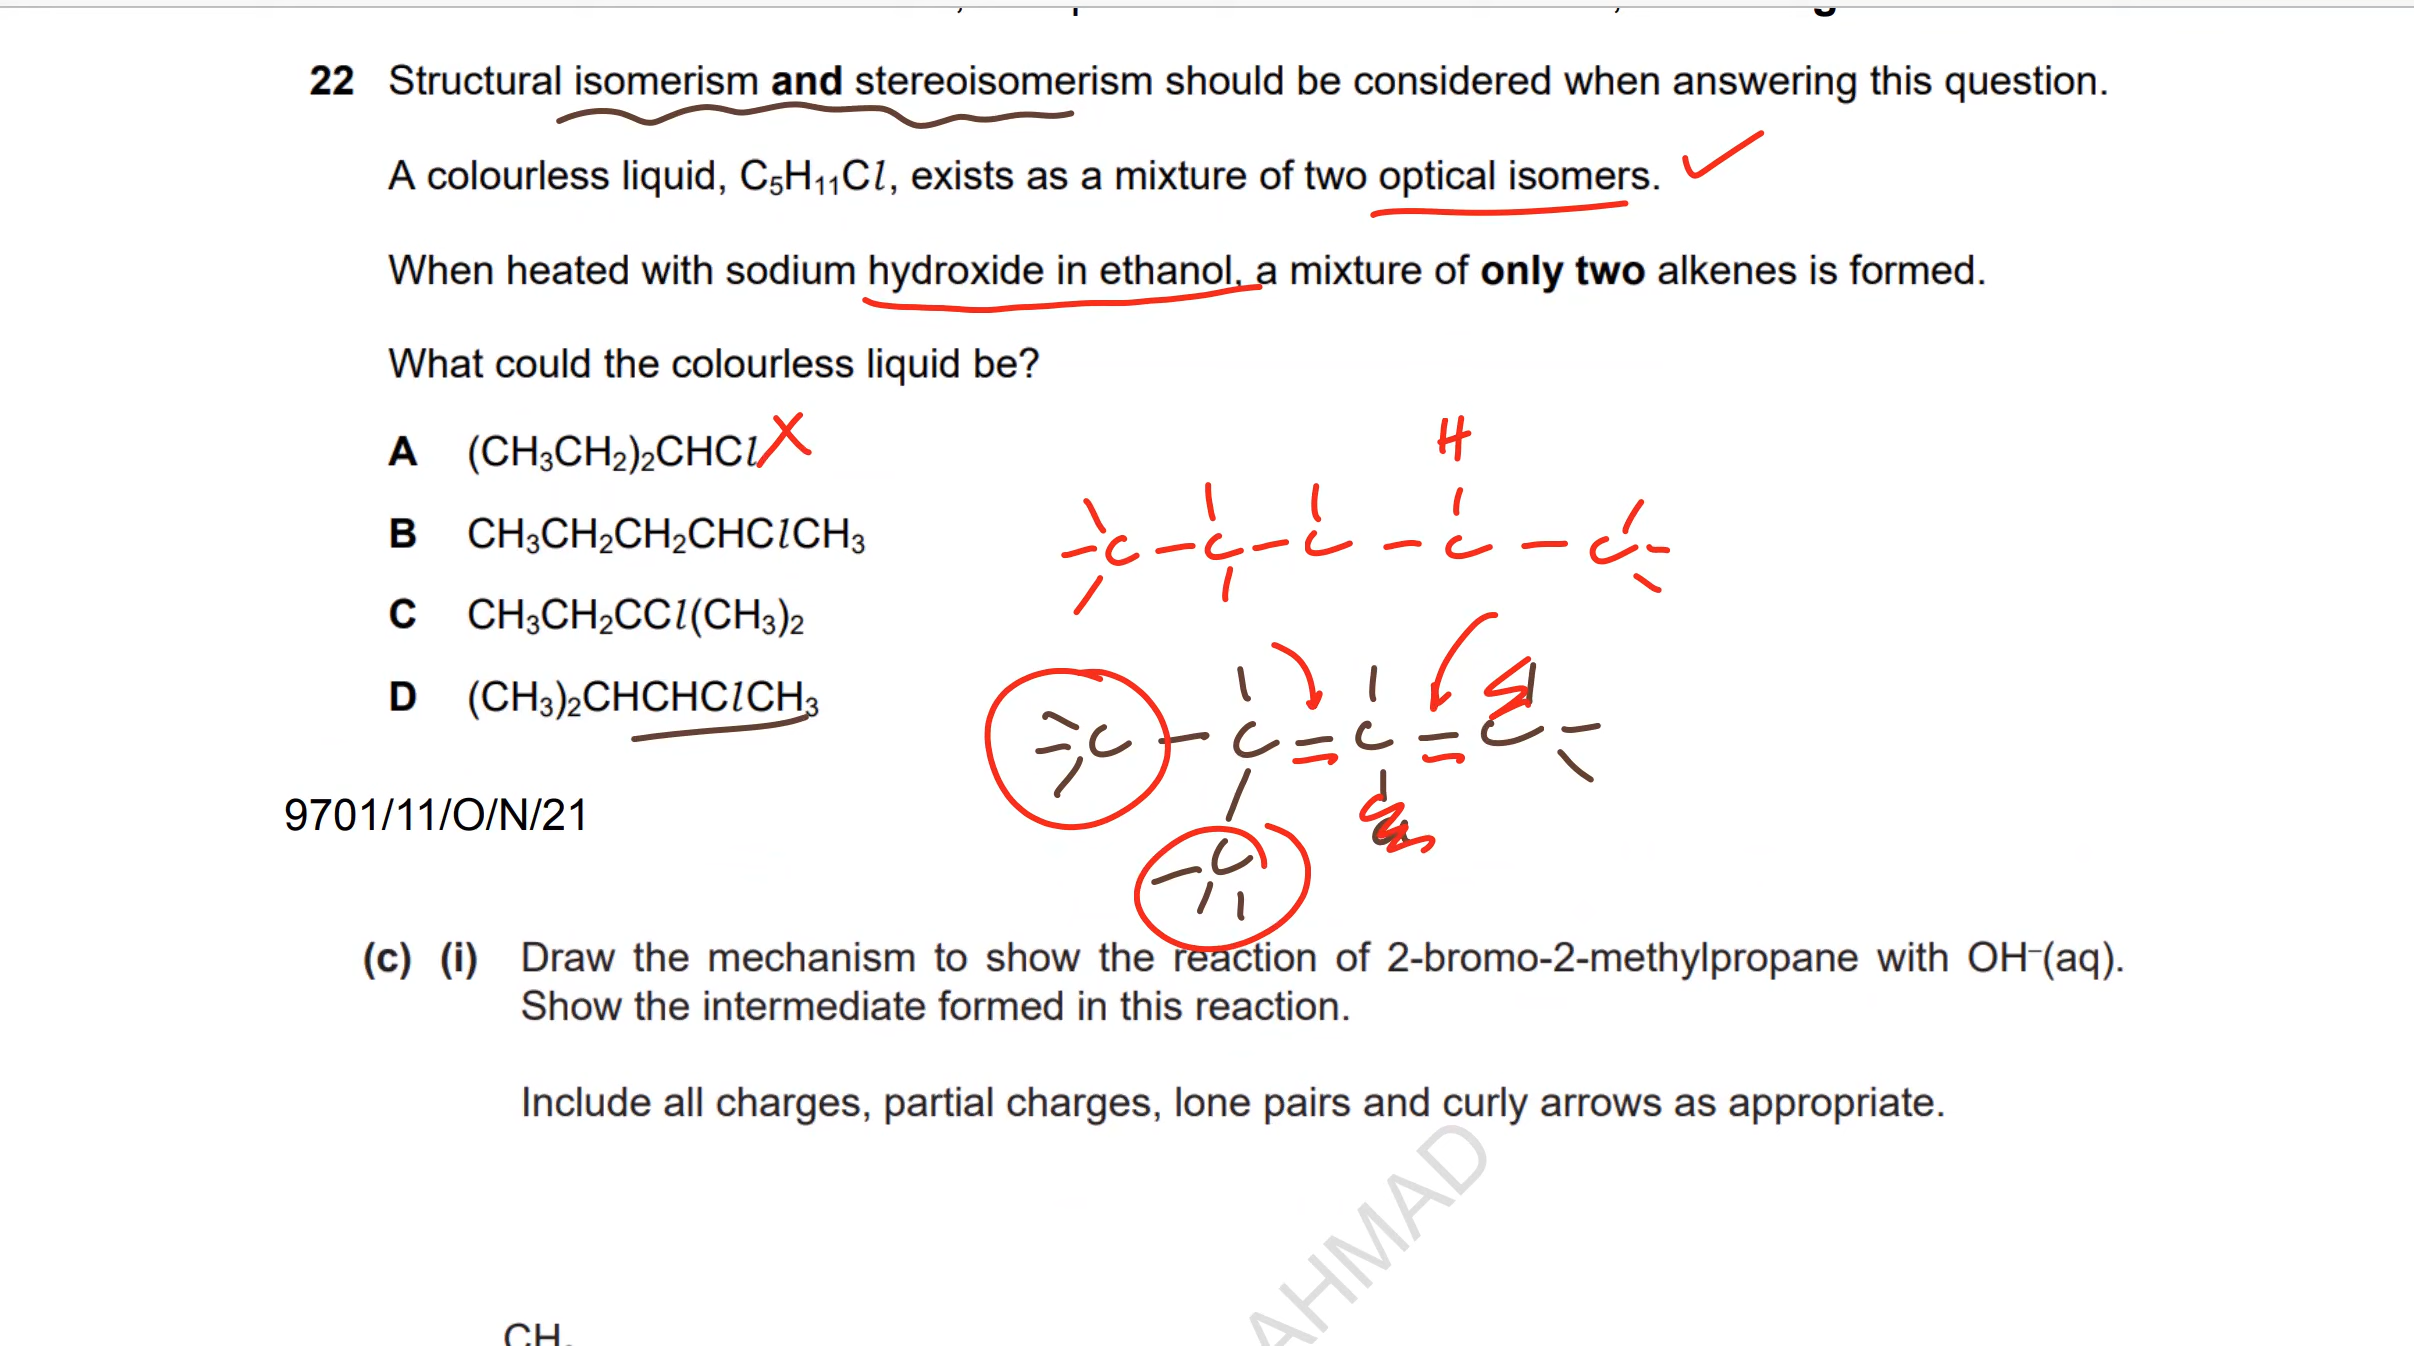 22 Structural isomerism and stereoisomerism should be considered when answering this question.
A colourless liquid, C₅H₁₁Cl, exists as a mixture of two optical isomers.
When heated with sodium hydroxide in ethanol, a mixture of only two alkenes is formed.
What could the colourless liquid be?
A (CH₃CH₂)₂CHCl
B CH₃CH₂CH₂CHClCH₃
C CH₃CH₂CCl(CH₃)₂
D (CH₃)₂CHCHClCH₃
H
C - C - C - C - C
C - C = C = C
C
9701/11/O/N/21
(c) (i) Draw the mechanism to show the reaction of 2-bromo-2-methylpropane with OH⁻(aq).
Show the intermediate formed in this reaction.
Include all charges, partial charges, lone pairs and curly arrows as appropriate.
AHMAD
CH